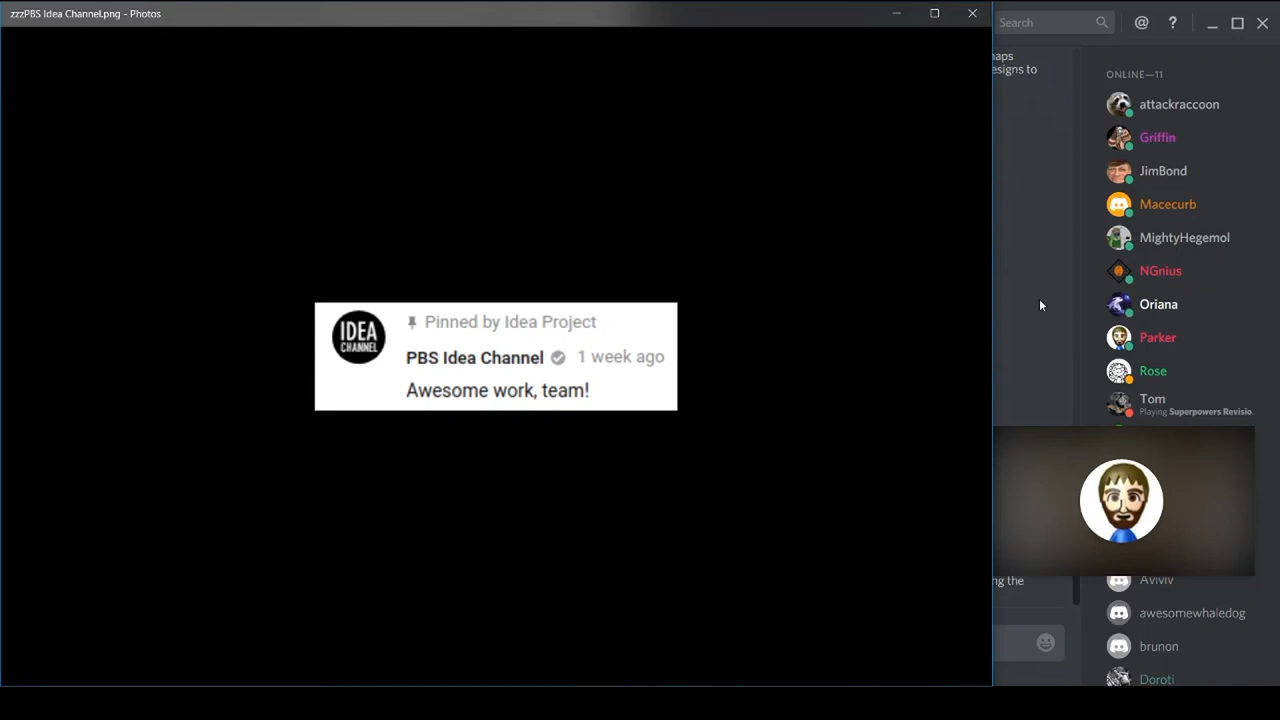 zzzPBS Idea Channel.png - Photos
Search
esigns to
ONLINE—11
attackraccoon
Griffin
JimBond
Macecurb
MightyHegemol
NGnius
Oriana
Parker
Rose
Tom
Playing Superpowers Revisio
IDEA
CHANNEL
Pinned by Idea Project
PBS Idea Channel 1 week ago
Awesome work, team!
the
Aviviv
awesomewhaledog
brunon
Doroti